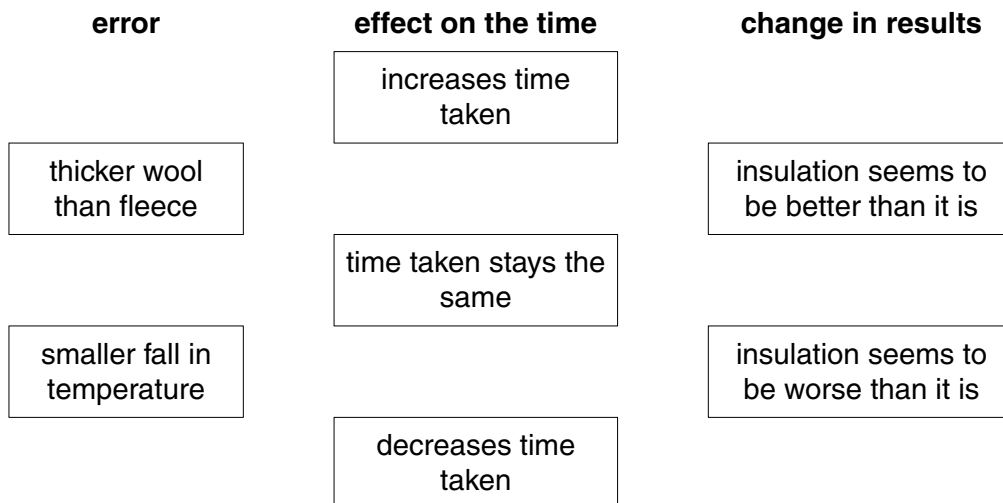 error
effect on the time
change in results
increases time
taken
thicker wool
than fleece
insulation seems to
be better than it is
time taken stays the
same
smaller fall in
temperature
insulation seems to
be worse than it is
decreases time
taken